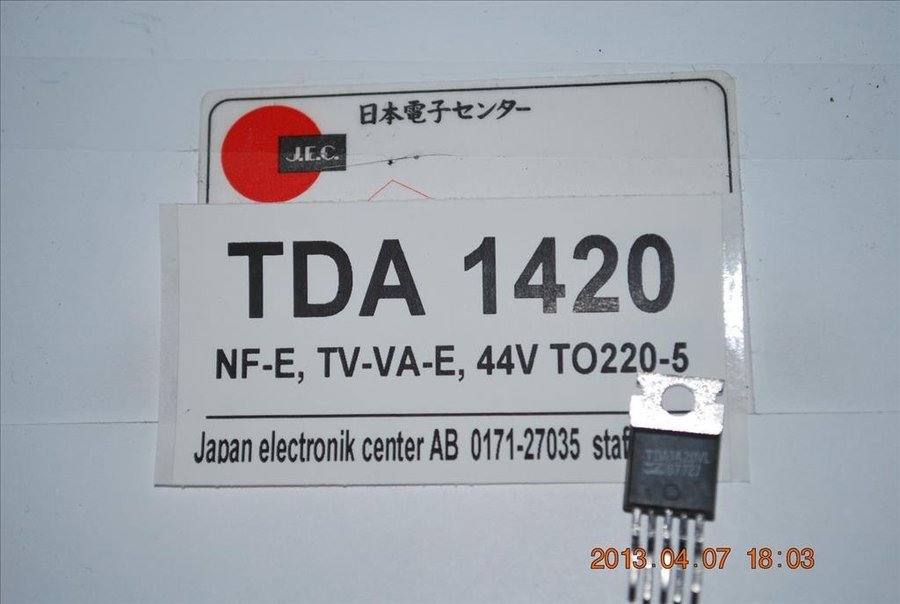 日本電子センター
J.E.C.
TDA 1420
NF-E, TV-VA-E, 44V TO220-5
Japan electronik center AB 0171-27035
TDA1420VL
2013.04.07 18:03